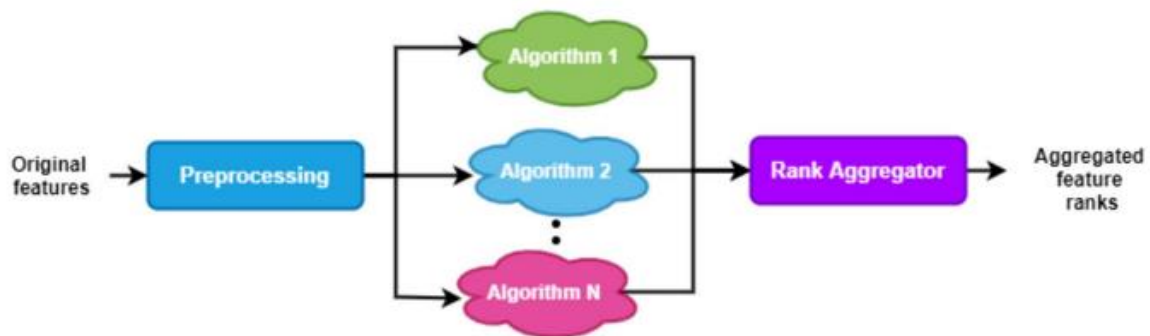 Original
features
Preprocessing
Algorithm 1
Algorithm 2
Algorithm N
Rank Aggregator
Aggregated
feature
ranks